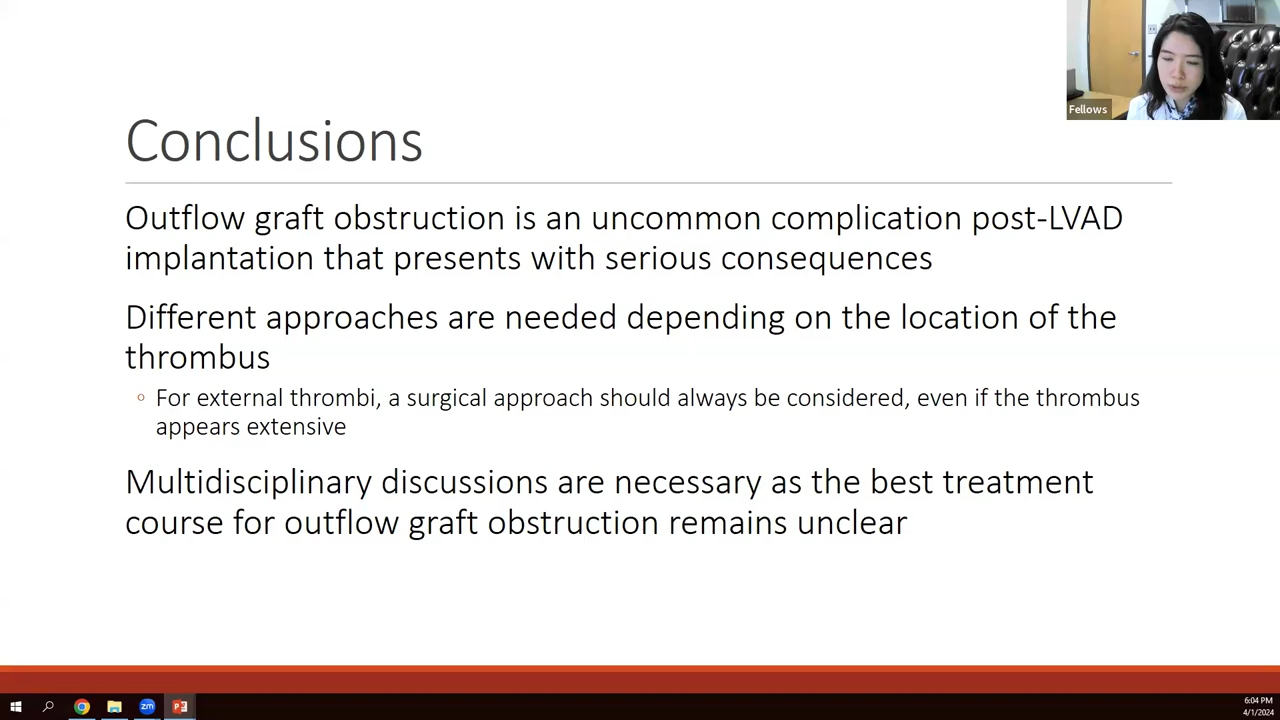 Fellows
Conclusions
Outflow graft obstruction is an uncommon complication post-LVAD
implantation that presents with serious consequences
Different approaches are needed depending on the location of the
thrombus
◦ For external thrombi, a surgical approach should always be considered, even if the thrombus
appears extensive
Multidisciplinary discussions are necessary as the best treatment
course for outflow graft obstruction remains unclear
zm
P
6:04 PM
4/1/2024